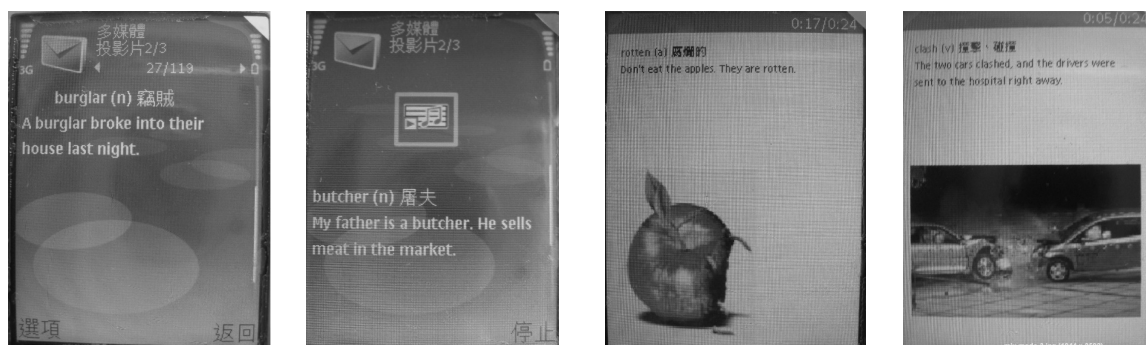 多媒體
投影片2/3
3G
27/119
burglar (n) 竊賊
A burglar broke into their
house last night.
選項
返回
多媒體
投影片2/3
3G
butcher (n) 屠夫
My father is a butcher. He sells
meat in the market.
停止
0:17/0:24
rotten (a) 腐爛的
Don't eat the apples. They are rotten.
0:05/0:24
clash (v) 撞擊、碰撞
The two cars clashed, and the drivers were
sent to the hospital right away.